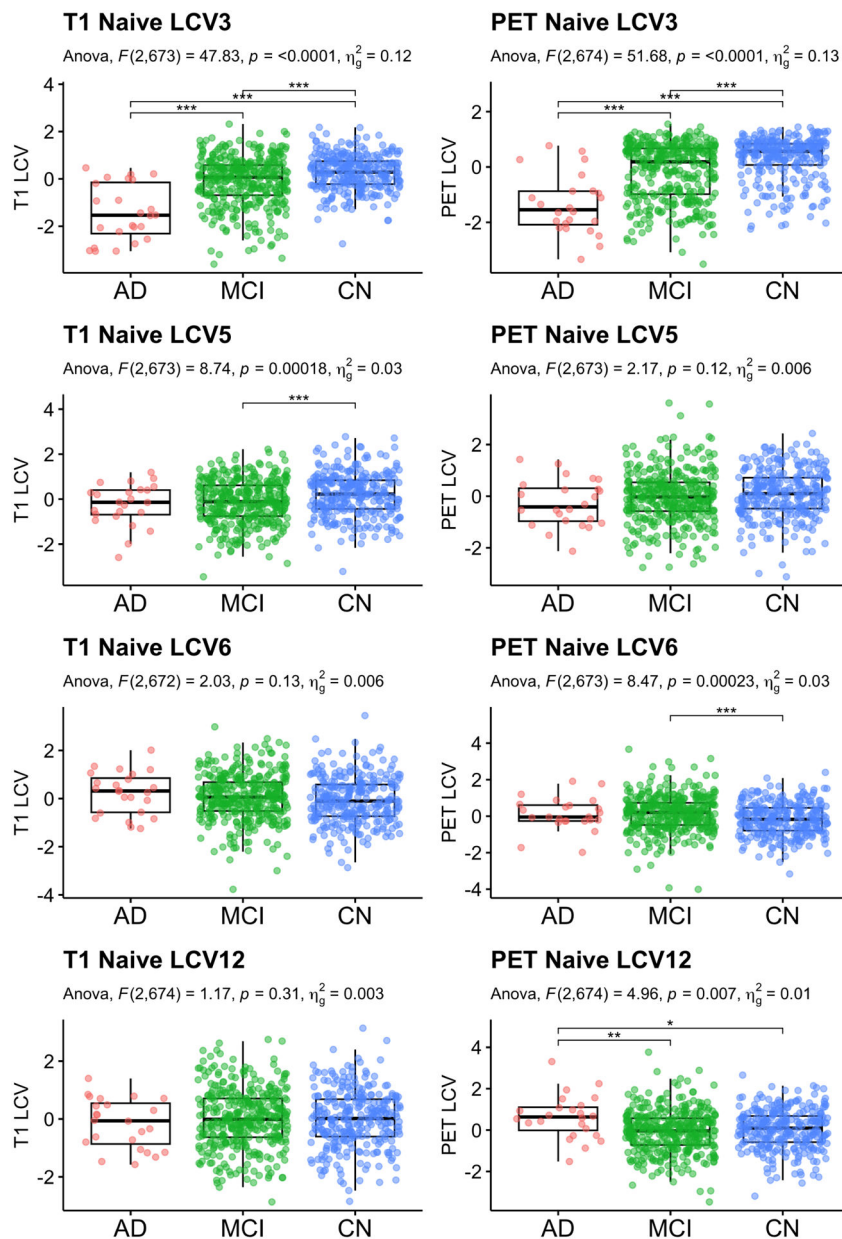 T1 Naive LCV3
Anova, F(2,673) = 47.83, p = <0.0001, η²g = 0.12
4
2
0
-2
T1 LCV
***
***
***
AD MCI CN
PET Naive LCV3
Anova, F(2,674) = 51.68, p = <0.0001, η²g = 0.13
2
0
-2
PET LCV
***
***
***
AD MCI CN
T1 Naive LCV5
Anova, F(2,673) = 8.74, p = 0.00018, η²g = 0.03
4
2
0
-2
T1 LCV
***
AD MCI CN
PET Naive LCV5
Anova, F(2,673) = 2.17, p = 0.12, η²g = 0.006
2
0
-2
PET LCV
AD MCI CN
T1 Naive LCV6
Anova, F(2,672) = 2.03, p = 0.13, η²g = 0.006
2
0
-2
-4
T1 LCV
AD MCI CN
PET Naive LCV6
Anova, F(2,673) = 8.47, p = 0.00023, η²g = 0.03
4
2
0
-2
-4
PET LCV
***
AD MCI CN
T1 Naive LCV12
Anova, F(2,674) = 1.17, p = 0.31, η²g = 0.003
2
0
-2
T1 LCV
AD MCI CN
PET Naive LCV12
Anova, F(2,674) = 4.96, p = 0.007, η²g = 0.01
4
2
0
-2
PET LCV
*
**
AD MCI CN